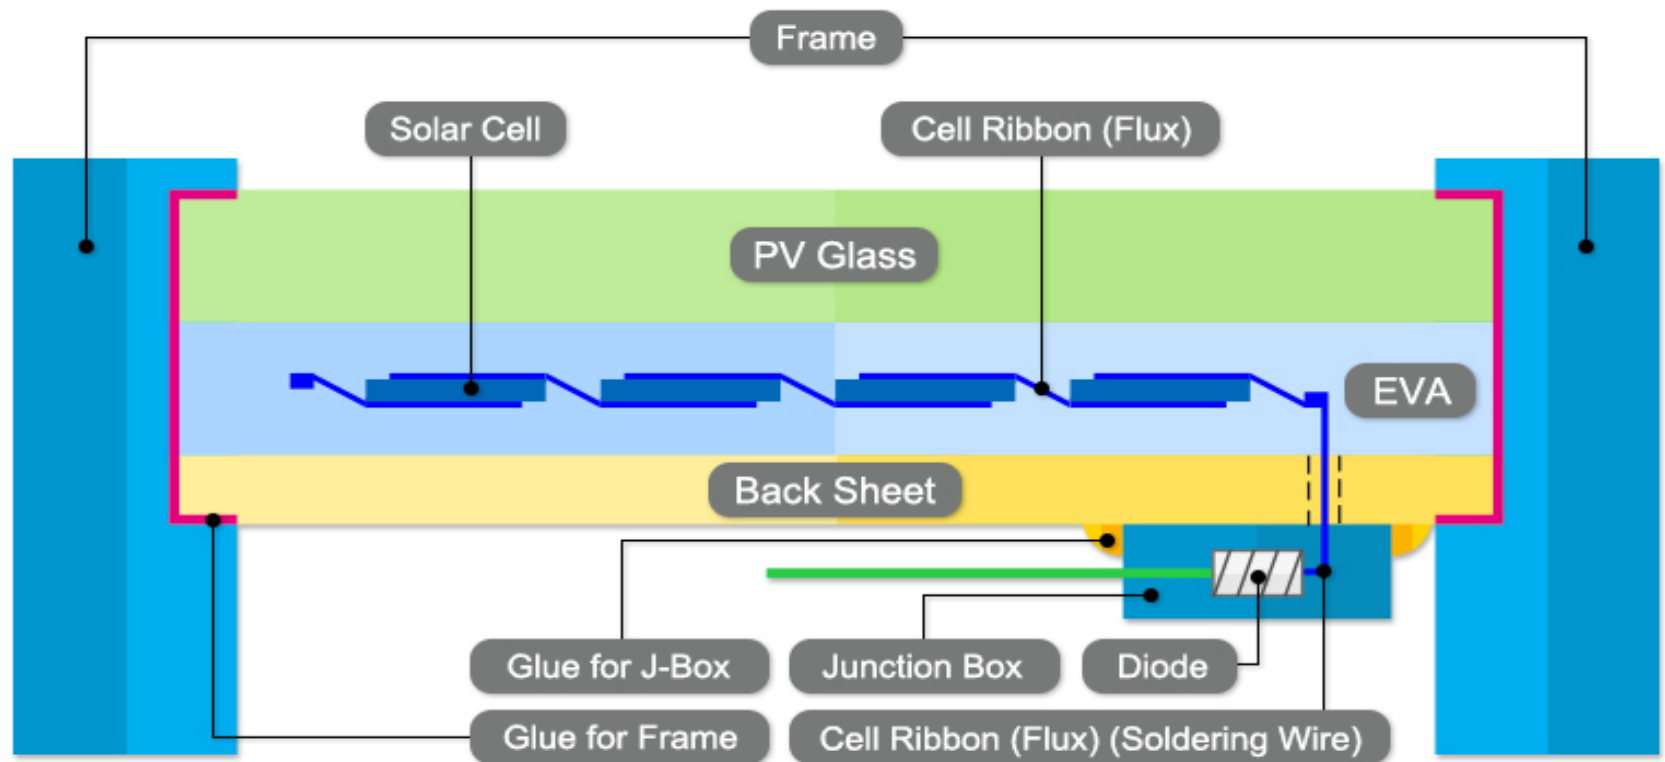 Frame
Solar Cell
Cell Ribbon (Flux)
PV Glass
EVA
Back Sheet
Glue for J-Box
Junction Box
Diode
Glue for Frame
Cell Ribbon (Flux) (Soldering Wire)